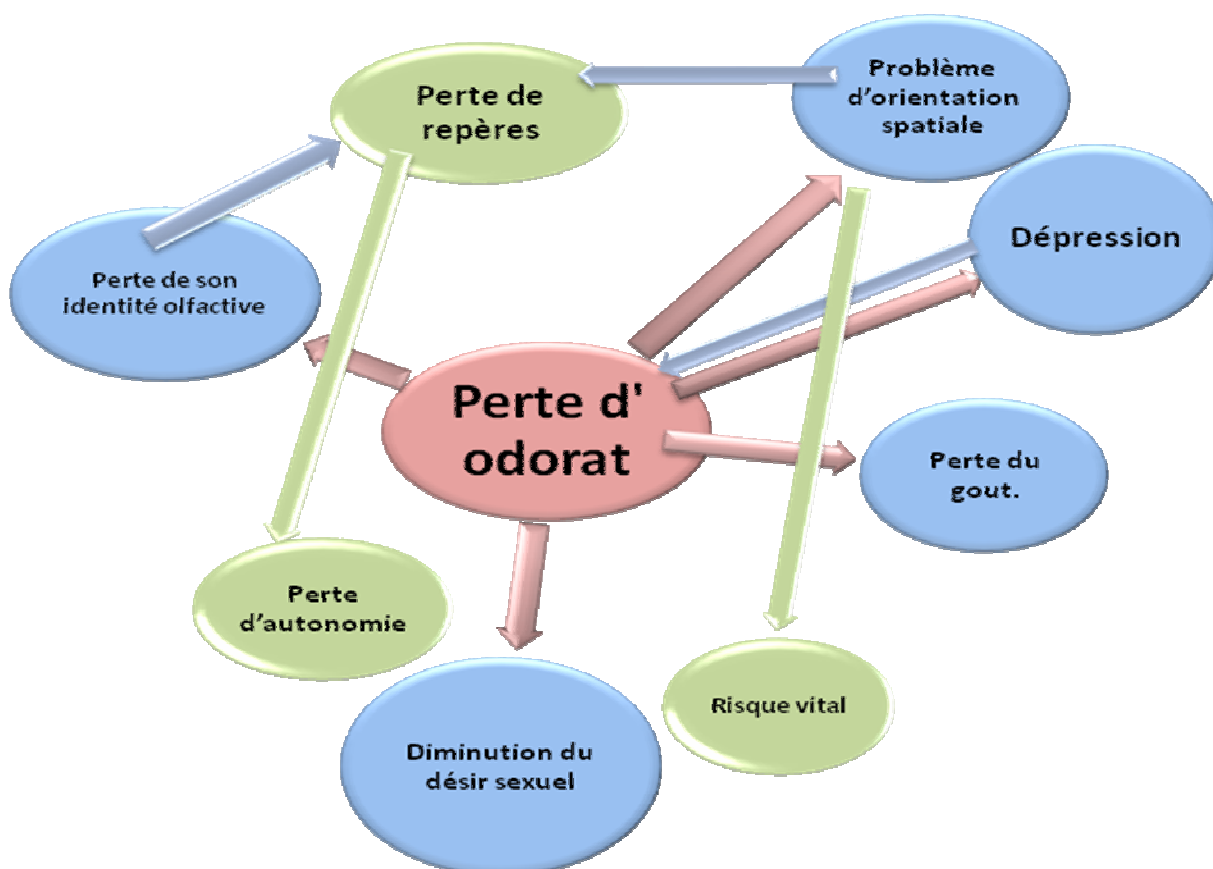 Perte de
repères
Problème
d’orientation
spatiale
Dépression
Perte de son
identité olfactive
Perte d'
odorat
Perte du
gout.
Perte
d’autonomie
Risque vital
Diminution du
désir sexuel